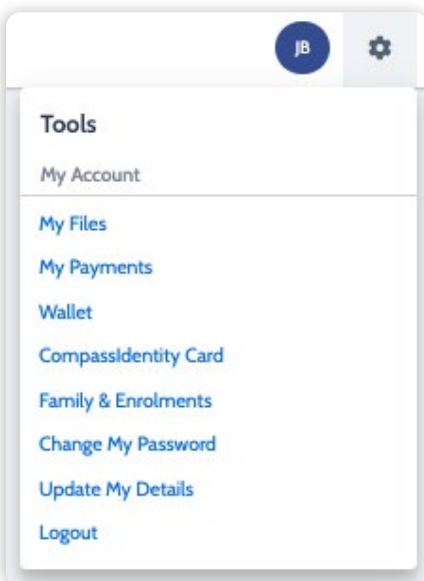 JB
Tools
My Account
My Files
My Payments
Wallet
CompassIdentity Card
Family & Enrolments
Change My Password
Update My Details
Logout